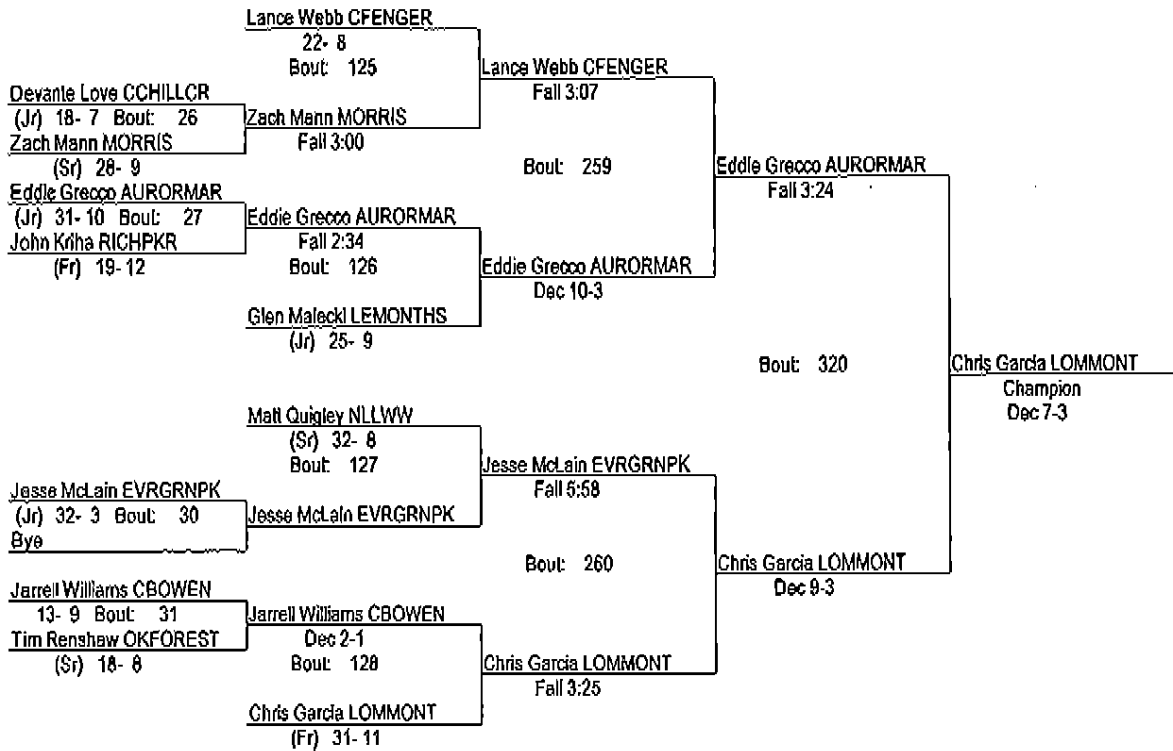 Lance Webb CFENGER
22- 8
Bout: 125
Lance Webb CFENGER
Fall 3:07
Devante Love CCHILLCR
(Jr) 18- 7 Bout: 26
Zach Mann MORRIS
Fall 3:00
Zach Mann MORRIS
(Sr) 28- 9
Bout: 259
Eddie Grecco AURORMAR
Fall 3:24
Eddie Grecco AURORMAR
(Jr) 31- 10 Bout: 27
Eddie Grecco AURORMAR
Fall 2:34
John Kriha RICHPKR
(Fr) 19- 12
Bout: 126
Eddie Grecco AURORMAR
Dec 10-3
Glen Malecki LEMONTHS
(Jr) 25- 9
Bout: 320
Chris Garcia LOMMONT
Champion
Dec 7-3
Matt Quigley NLLWW
(Sr) 32- 8
Bout: 127
Jesse McLain EVRGRNPK
Fall 5:58
Jesse McLain EVRGRNPK
(Jr) 32- 3 Bout: 30
Jesse McLain EVRGRNPK
Bye
Bout: 260
Chris Garcia LOMMONT
Dec 9-3
Jarrell Williams CBOWEN
13- 9 Bout: 31
Jarrell Williams CBOWEN
Dec 2-1
Tim Renshaw OKFOREST
(Sr) 18- 8
Bout: 128
Chris Garcia LOMMONT
Fall 3:25
Chris Garcia LOMMONT
(Fr) 31- 11